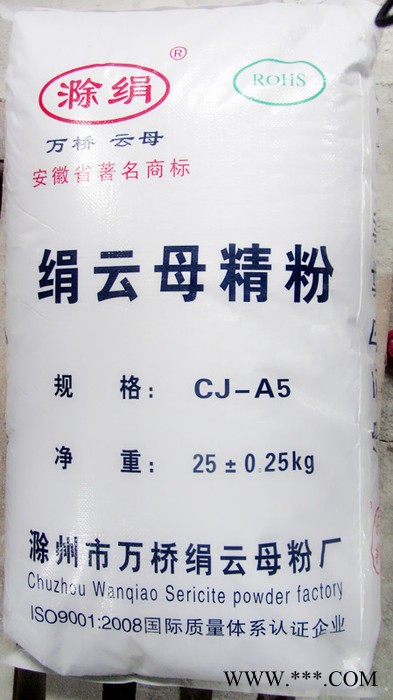 滁绢®
ROHS
万桥 云母
安徽省著名商标
绢云母精粉
规 格: CJ-A5
净 重: 25±0.25kg
滁州市万桥绢云母粉厂
Chuzhou Wanqiao Sericite powder factory
ISO9001:2008国际质量体系认证企业
WWW.***.COM